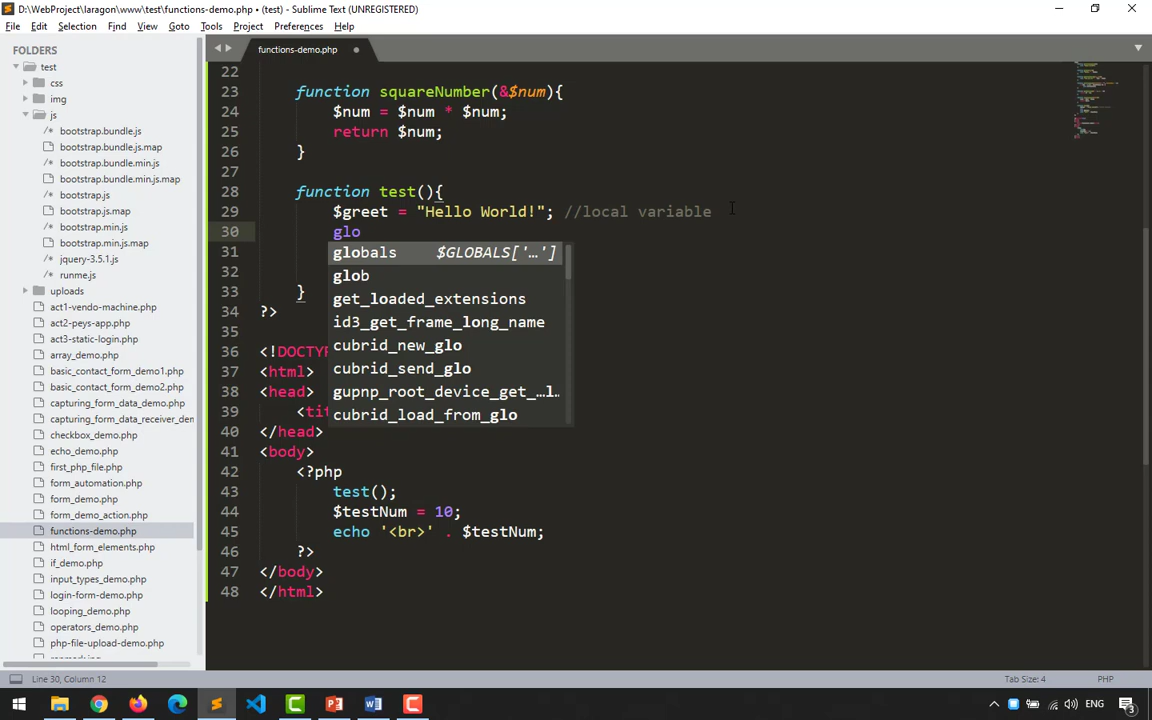 D:\WebProject\laragon\www\test\functions-demo.php • (test) - Sublime Text (UNREGISTERED)
File Edit Selection Find View Goto Tools Project Preferences Help
FOLDERS
test
css
img
js
bootstrap.bundle.js
bootstrap.bundle.js.map
bootstrap.bundle.min.js
bootstrap.bundle.min.js.map
bootstrap.js
bootstrap.js.map
bootstrap.min.js
bootstrap.min.js.map
jquery-3.5.1.js
runme.js
uploads
act1-vendo-machine.php
act2-peys-app.php
act3-static-login.php
array_demo.php
basic_contact_form_demo1.php
basic_contact_form_demo2.php
capturing_form_data_demo.php
capturing_form_data_receiver_dem
checkbox_demo.php
echo_demo.php
first_php_file.php
form_automation.php
form_demo.php
form_demo_action.php
functions-demo.php
html_form_elements.php
if_demo.php
input_types_demo.php
login-form-demo.php
looping_demo.php
operators_demo.php
php-file-upload-demo.php
functions-demo.php
22
23 function squareNumber(&$num){
24 $num = $num * $num;
25 return $num;
26 }
27
28 function test(){
29 $greet = "Hello World!"; //local variable
30 glo
31
32
33 }
34 ?>
35
36 <!DOCTYP
37 <html>
38 <head>
39 <tit
40 </head>
41 <body>
42 <?php
43 test();
44 $testNum = 10;
45 echo '<br>' . $testNum;
46 ?>
47 </body>
48 </html>
globals $GLOBALS['…']
glob
get_loaded_extensions
id3_get_frame_long_name
cubrid_new_glo
cubrid_send_glo
gupnp_root_device_get_…l.
cubrid_load_from_glo
Line 30, Column 12
Tab Size: 4
PHP
ENG
3